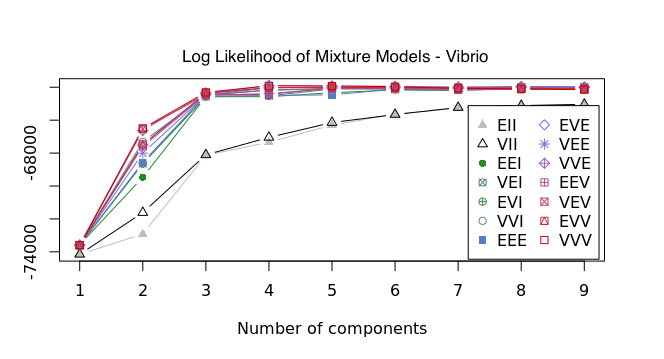 Log Likelihood of Mixture Models - Vibrio
-68000
-74000
EII EVE
VII VEE
EEI VVE
VEI EEV
EVI VEV
VVI EVV
EEE VVV
1 2 3 4 5 6 7 8 9
Number of components